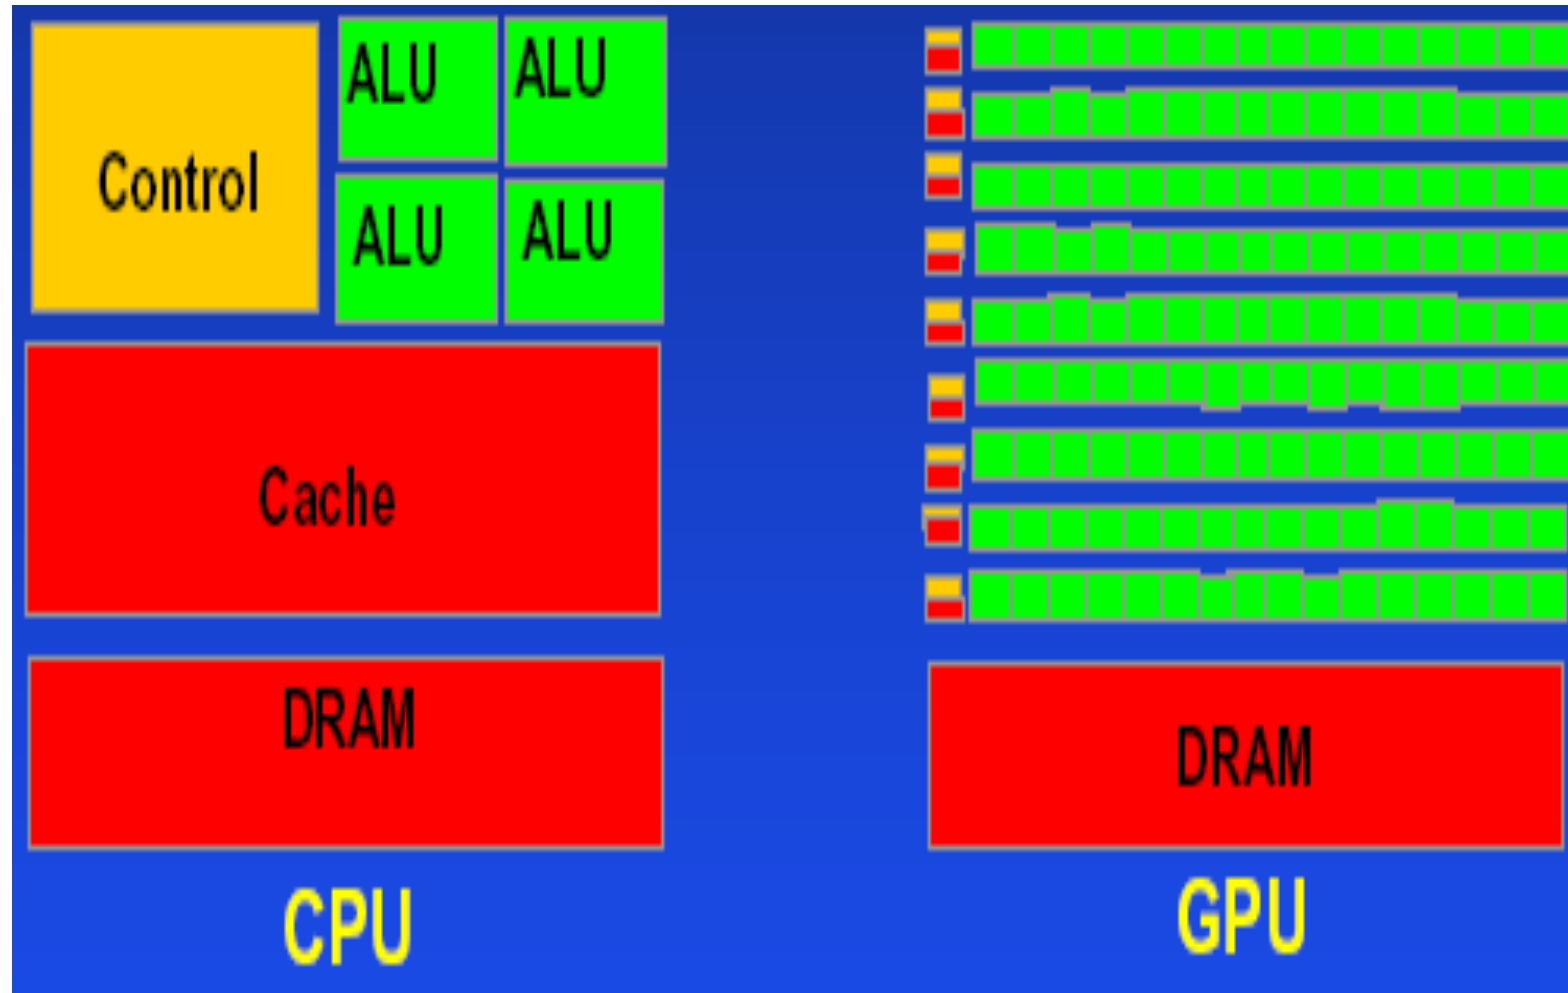 ALU ALU
Control
ALU ALU
Cache
DRAM
DRAM
CPU
GPU